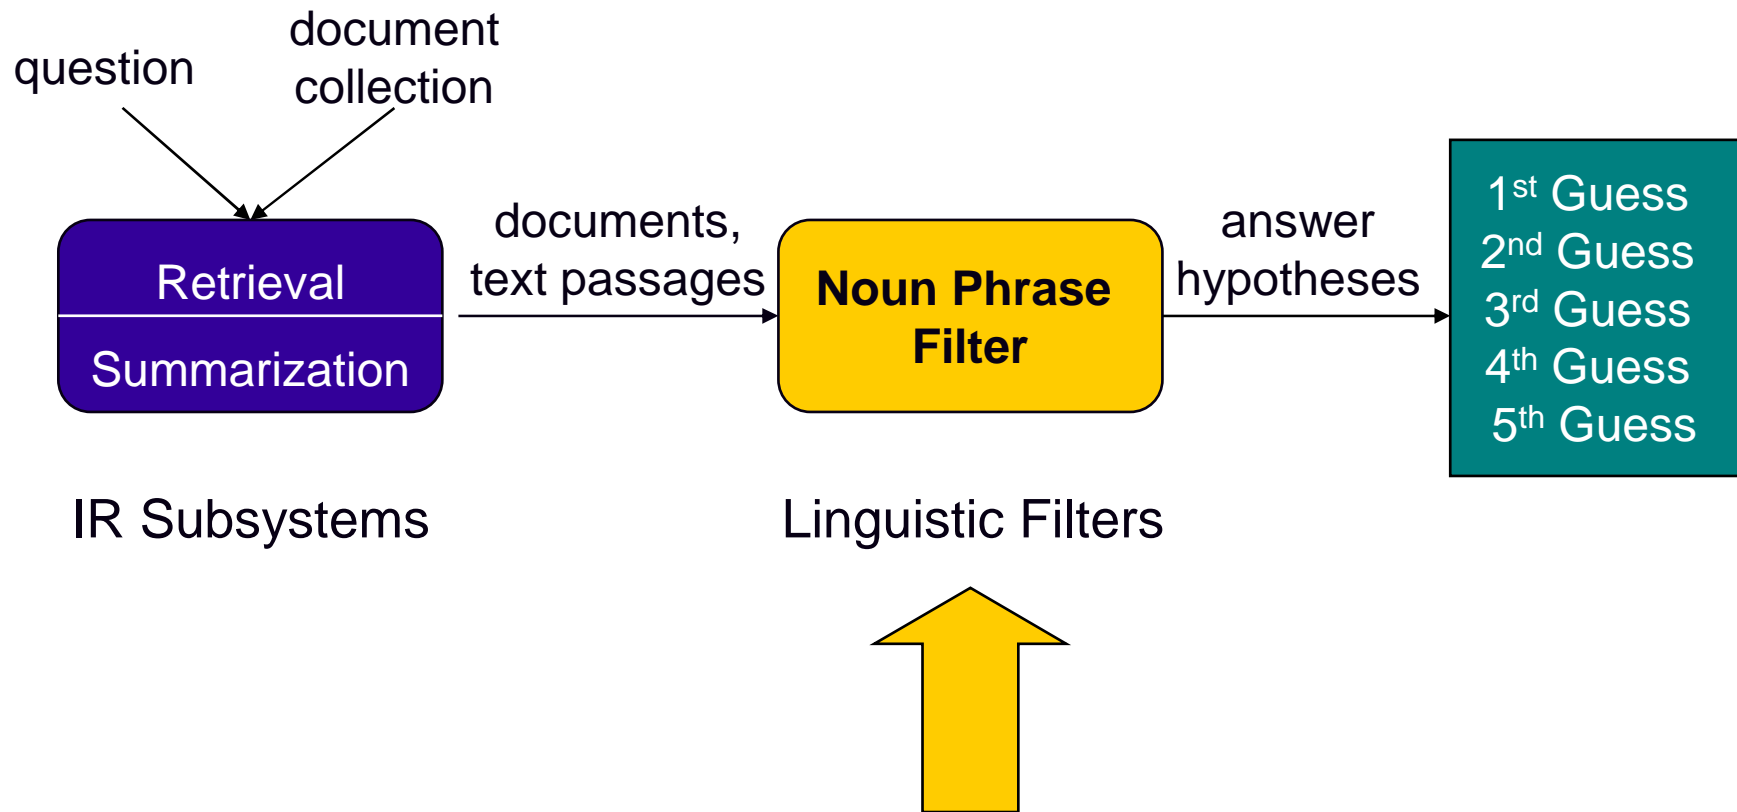 question
document
collection
Retrieval
Summarization
IR Subsystems
documents,
text passages
Noun Phrase
Filter
Linguistic Filters
answer
hypotheses
1st Guess
2nd Guess
3rd Guess
4th Guess
5th Guess